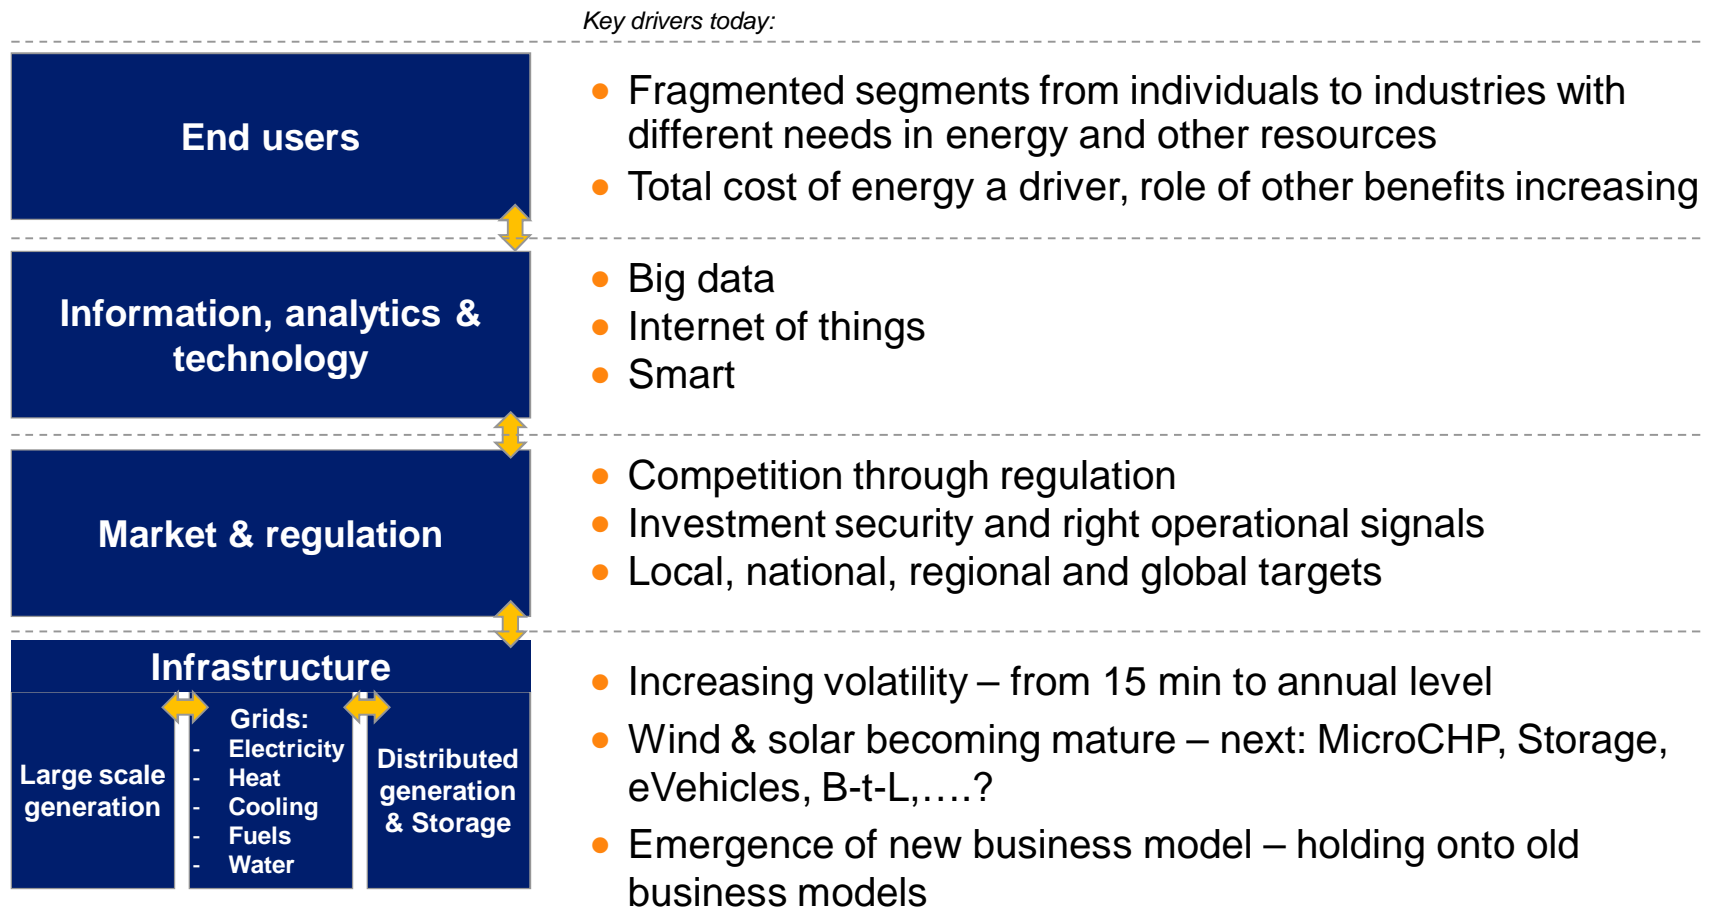 Key drivers today:
End users
• Fragmented segments from individuals to industries with
different needs in energy and other resources
• Total cost of energy a driver, role of other benefits increasing
Information, analytics &
technology
• Big data
• Internet of things
• Smart
Market & regulation
• Competition through regulation
• Investment security and right operational signals
• Local, national, regional and global targets
Infrastructure
Large scale
generation
Grids:
- Electricity
- Heat
- Cooling
- Fuels
- Water
Distributed
generation
& Storage
• Increasing volatility – from 15 min to annual level
• Wind & solar becoming mature – next: MicroCHP, Storage,
eVehicles, B-t-L,….?
• Emergence of new business model – holding onto old
business models